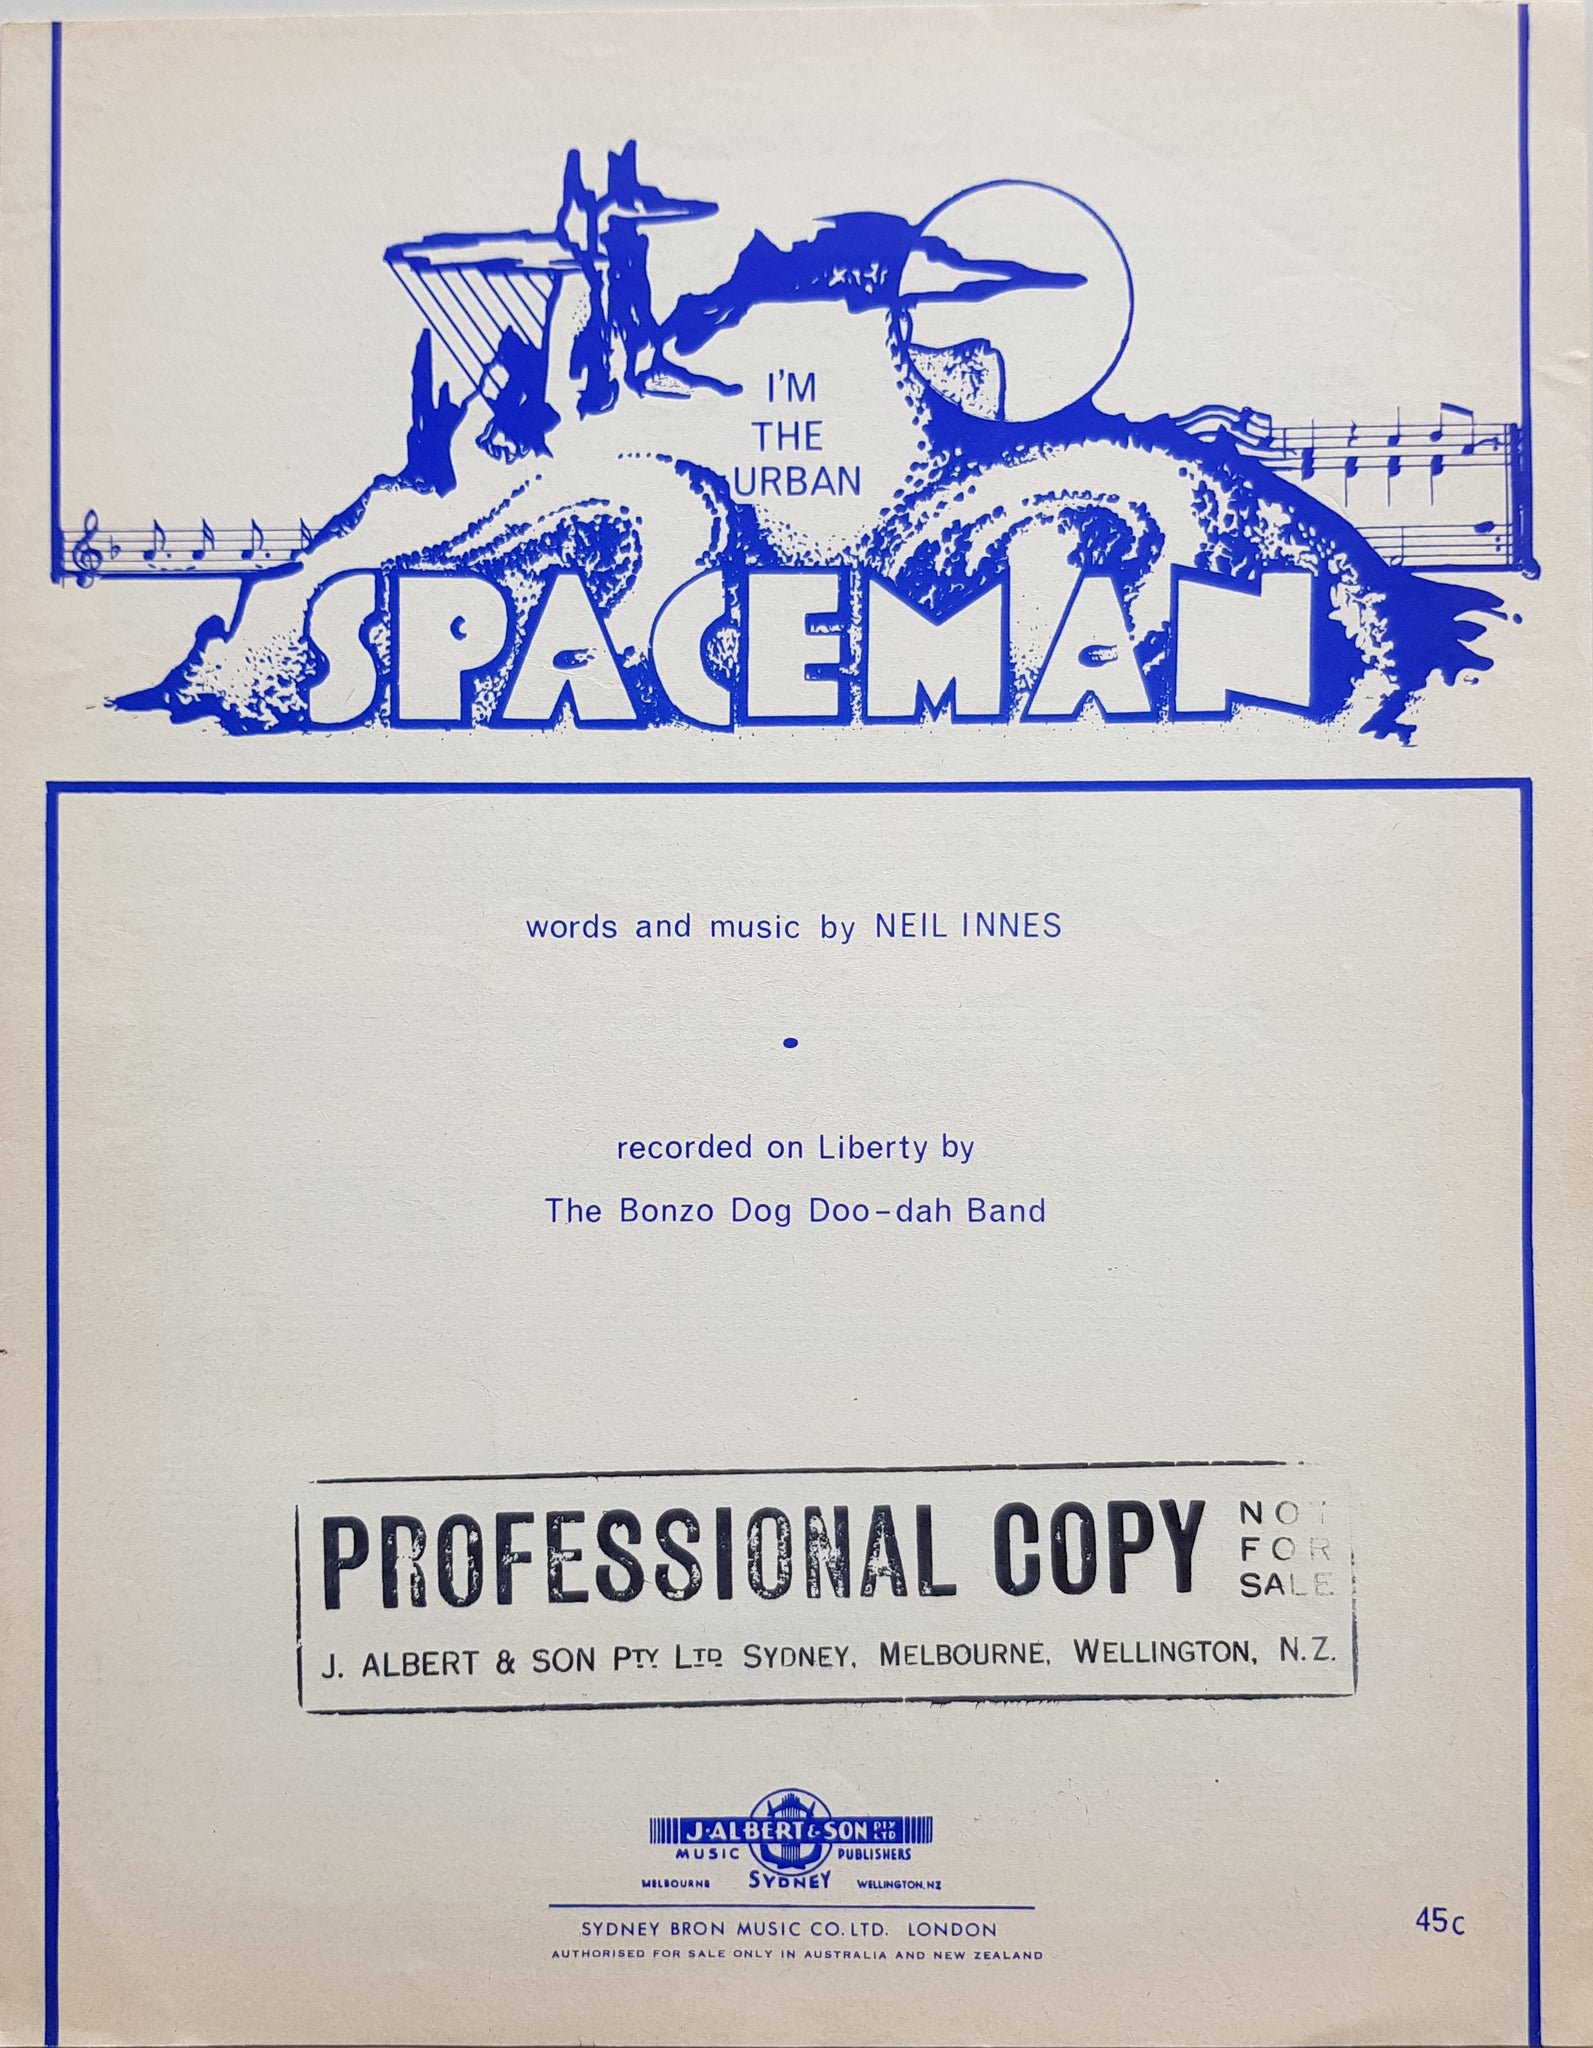 I'M
THE
URBAN
SPACEMAN
words and music by NEIL INNES
•
recorded on Liberty by
The Bonzo Dog Doo-dah Band
PROFESSIONAL COPY
NOT
FOR
SALE
J. ALBERT & SON PTY LTD SYDNEY, MELBOURNE, WELLINGTON, N.Z.
J. ALBERT & SON PTY LTD
MUSIC PUBLISHERS
MELBOURNE SYDNEY WELLINGTON, NZ
SYDNEY BRON MUSIC CO. LTD. LONDON
AUTHORISED FOR SALE ONLY IN AUSTRALIA AND NEW ZEALAND
45c